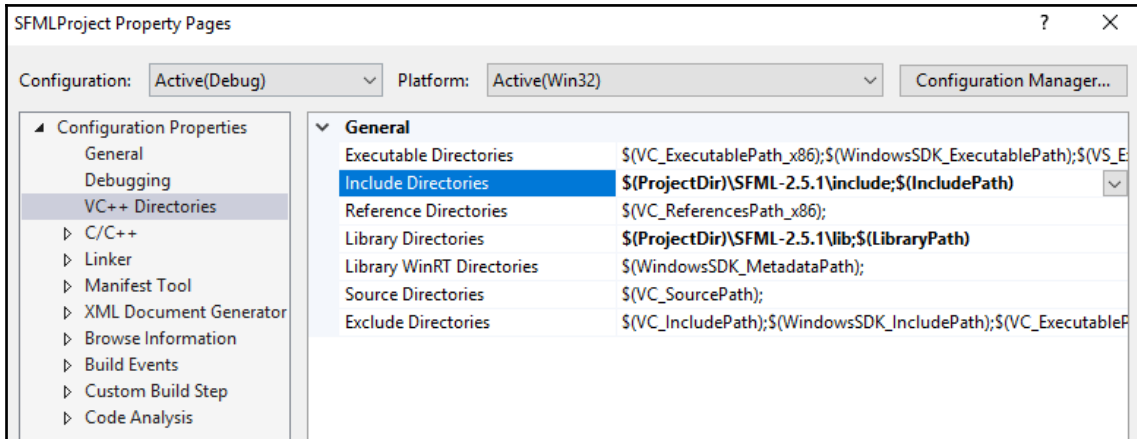 SFMLProject Property Pages ? ×
Configuration: Active(Debug) Platform: Active(Win32) Configuration Manager...
Configuration Properties
General
Debugging
VC++ Directories
C/C++
Linker
Manifest Tool
XML Document Generator
Browse Information
Build Events
Custom Build Step
Code Analysis
General
Executable Directories $(VC_ExecutablePath_x86);$(WindowsSDK_ExecutablePath);$(VS_E
Include Directories $(ProjectDir)\SFML-2.5.1\include;$(IncludePath)
Reference Directories $(VC_ReferencesPath_x86);
Library Directories $(ProjectDir)\SFML-2.5.1\lib;$(LibraryPath)
Library WinRT Directories $(WindowsSDK_MetadataPath);
Source Directories $(VC_SourcePath);
Exclude Directories $(VC_IncludePath);$(WindowsSDK_IncludePath);$(VC_ExecutableP